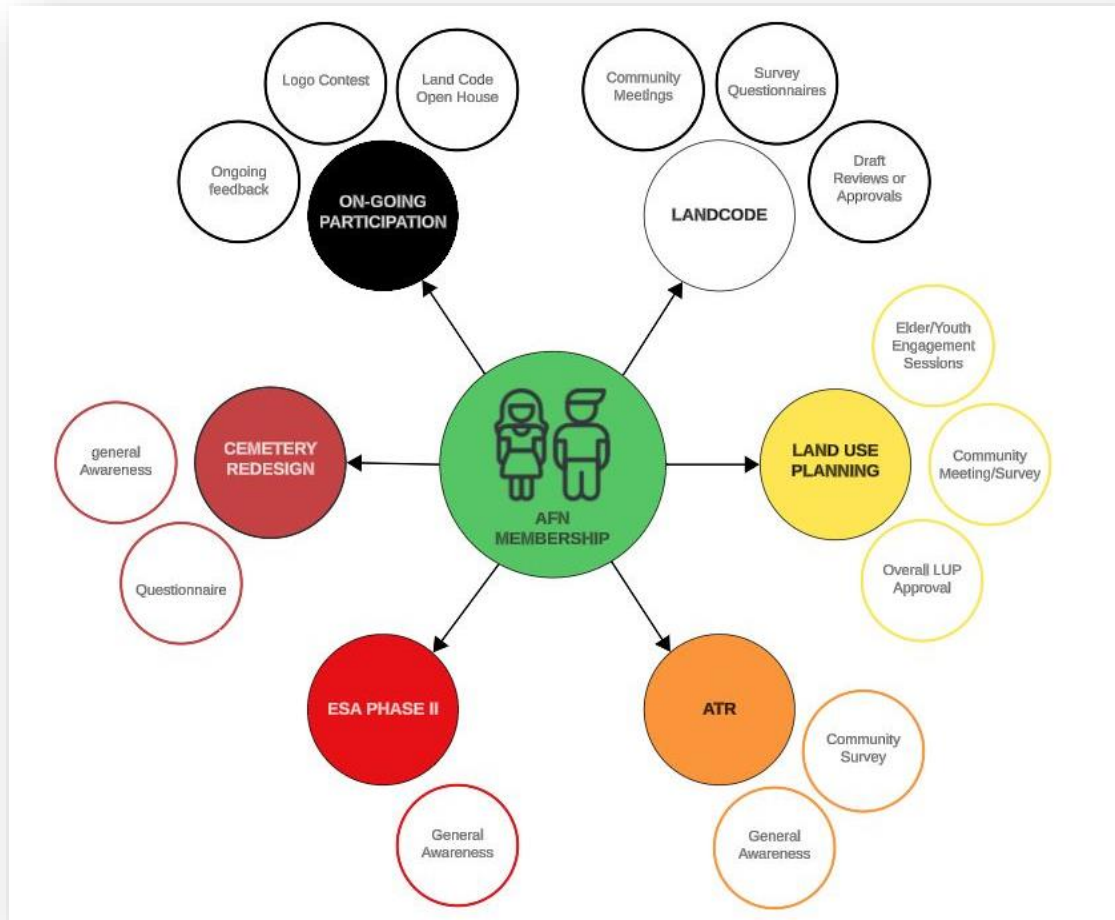 Logo Contest
Land Code
Open House
Ongoing
feedback
ON-GOING
PARTICIPATION
Community
Meetings
Survey
Questionnaires
Draft
Reviews or
Approvals
LANDCODE
Elder/Youth
Engagement
Sessions
Community
Meeting/Survey
Overall LUP
Approval
LAND USE
PLANNING
general
Awareness
Questionnaire
CEMETERY
REDESIGN
AFN
MEMBERSHIP
ESA PHASE II
General
Awareness
ATR
Community
Survey
General
Awareness